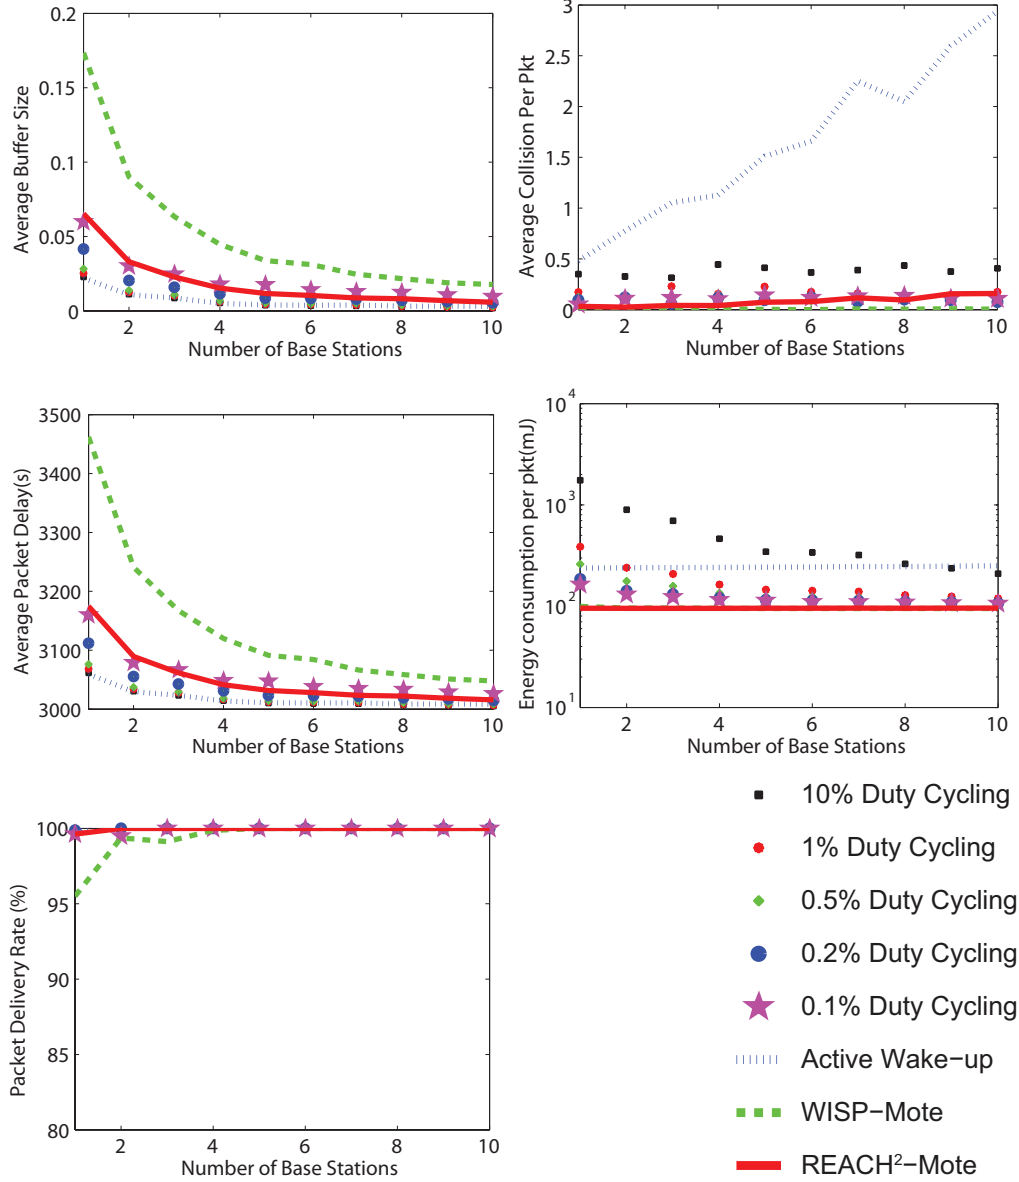 0.2
0.15
0.1
0.05
0
2
4
6
8
10
Average Buffer Size
Number of Base Stations
3
2.5
2
1.5
1
0.5
0
2
4
6
8
10
Average Collision Per Pkt
Number of Base Stations
3500
3400
3300
3200
3100
3000
2
4
6
8
10
Average Packet Delay(s)
Number of Base Stations
10^4
10^3
10^2
10^1
2
4
6
8
10
Energy consumption per pkt(mJ)
Number of Base Stations
100
95
90
85
80
2
4
6
8
10
Packet Delivery Rate (%)
Number of Base Stations
10% Duty Cycling
1% Duty Cycling
0.5% Duty Cycling
0.2% Duty Cycling
0.1% Duty Cycling
Active Wake−up
WISP−Mote
REACH²−Mote